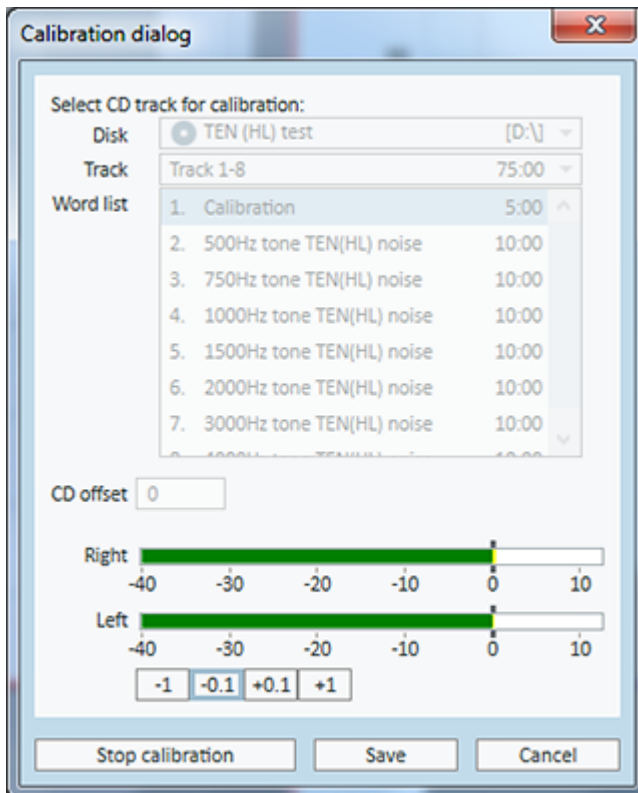 Calibration dialog
Select CD track for calibration:
Disk TEN (HL) test [D:\]
Track Track 1-8 75:00
Word list 1. Calibration 5:00
2. 500Hz tone TEN(HL) noise 10:00
3. 750Hz tone TEN(HL) noise 10:00
4. 1000Hz tone TEN(HL) noise 10:00
5. 1500Hz tone TEN(HL) noise 10:00
6. 2000Hz tone TEN(HL) noise 10:00
7. 3000Hz tone TEN(HL) noise 10:00
CD offset 0
Right
-40 -30 -20 -10 0 10
Left
-40 -30 -20 -10 0 10
-1 -0.1 +0.1 +1
Stop calibration Save Cancel